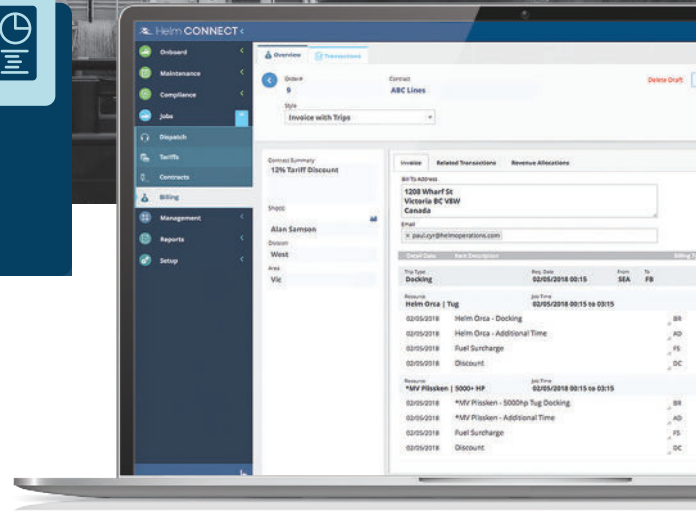 Helm CONNECT
Onboard
Maintenance
Compliance
Jobs
Dispatch
Tariffs
Contracts
Billing
Management
Reports
Setup
Overview
Transactions
Order#
9
Contract
ABC Lines
Delete Draft
Style
Invoice with Trips
Contract Summary
12% Tariff Discount
Alan Samson
Division
West
Area
Vic
Invoice Related Transactions Revenue Allocations
Bill To Address
1208 Wharf St
Victoria BC V8W
Canada
Email
× paul.cyr@helmoperations.com
Detail Date Item Description
Trip Type Req. Date From To
Docking 02/05/2018 00:15 SEA FB
Resource Job Time
Helm Orca | Tug 02/05/2018 00:15 to 03:15
02/05/2018 Helm Orca - Docking BR
02/05/2018 Helm Orca - Additional Time AD
02/05/2018 Fuel Surcharge FS
02/05/2018 Discount DC
Resource Job Time
*MV Plissken | 5000+ HP 02/05/2018 00:15 to 03:15
02/05/2018 *MV Plissken - 5000hp Tug Docking BR
02/05/2018 *MV Plissken - Additional Time AD
02/05/2018 Fuel Surcharge FS
02/05/2018 Discount DC